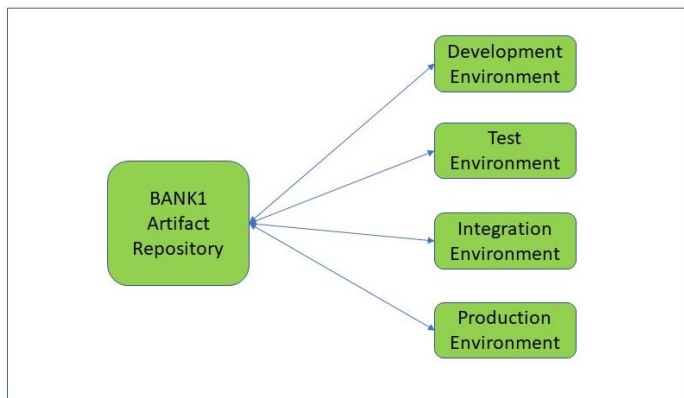 BANK1
Artifact
Repository
Development
Environment
Test
Environment
Integration
Environment
Production
Environment